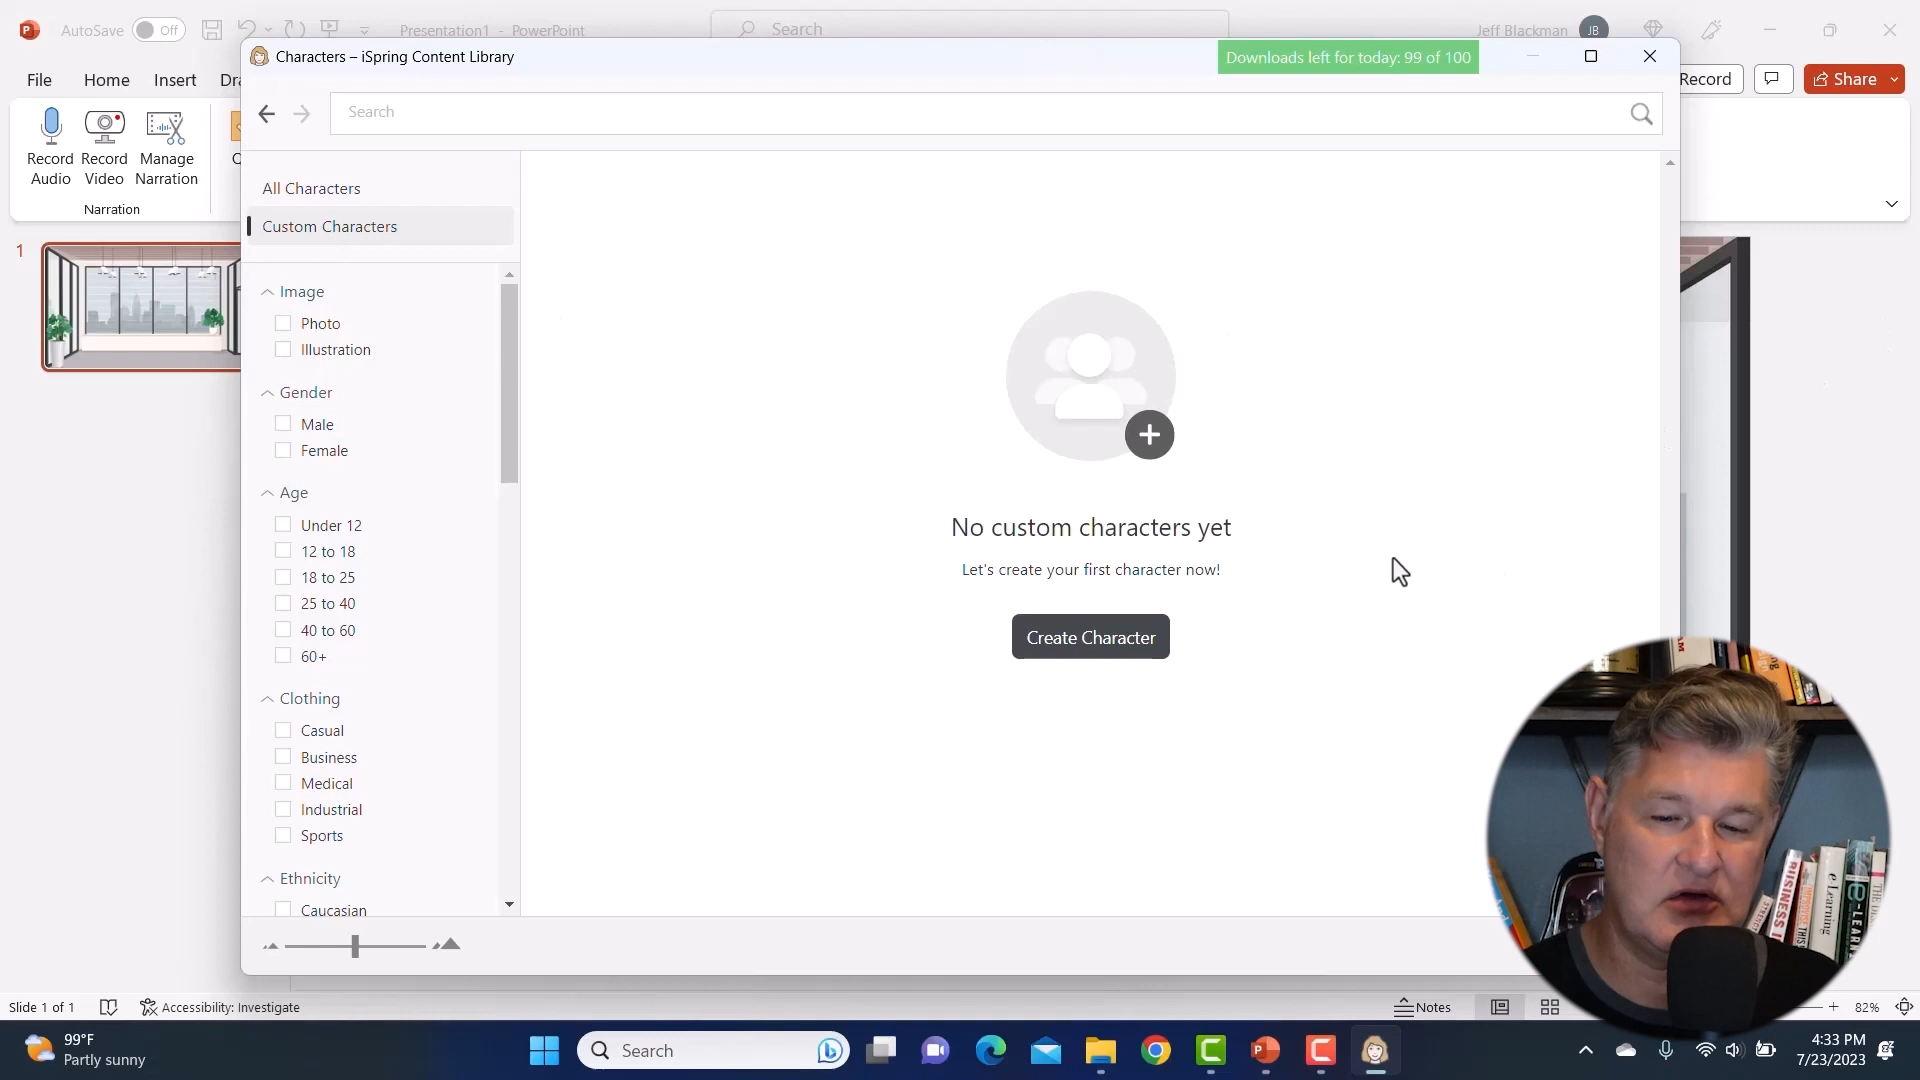 AutoSave Off Presentation1 - PowerPoint Search Jeff Blackman JB
Characters – iSpring Content Library Downloads left for today: 99 of 100
File Home Insert Dra Record Share
Search
Record Audio
Record Video
Manage Narration
Q
Narration
1
All Characters
Custom Characters
Image
Photo
Illustration
Gender
Male
Female
Age
Under 12
12 to 18
18 to 25
25 to 40
40 to 60
60+
Clothing
Casual
Business
Medical
Industrial
Sports
Ethnicity
Caucasian
No custom characters yet
Let's create your first character now!
Create Character
e-Learning
Slide 1 of 1 Accessibility: Investigate Notes 82%
99°F
Partly sunny
Search
4:33 PM
7/23/2023